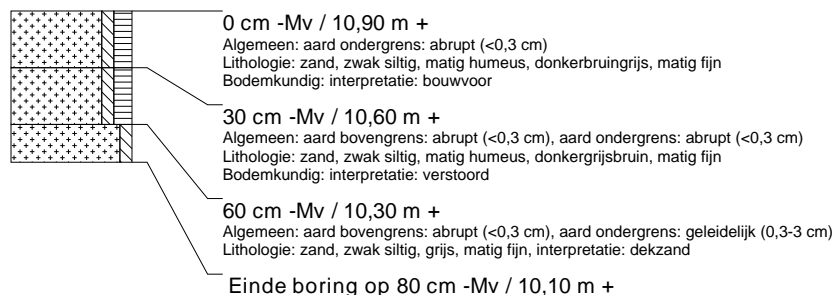 0 cm -Mv / 10,90 m +
Algemeen: aard ondergrens: abrupt (<0,3 cm)
Lithologie: zand, zwak siltig, matig humeus, donkerbruingrijs, matig fijn
Bodemkundig: interpretatie: bouwvoor
30 cm -Mv / 10,60 m +
Algemeen: aard bovengrens: abrupt (<0,3 cm), aard ondergrens: abrupt (<0,3 cm)
Lithologie: zand, zwak siltig, matig humeus, donkergrijsbruin, matig fijn
Bodemkundig: interpretatie: verstoord
60 cm -Mv / 10,30 m +
Algemeen: aard bovengrens: abrupt (<0,3 cm), aard ondergrens: geleidelijk (0,3-3 cm)
Lithologie: zand, zwak siltig, grijs, matig fijn, interpretatie: dekzand
Einde boring op 80 cm -Mv / 10,10 m +